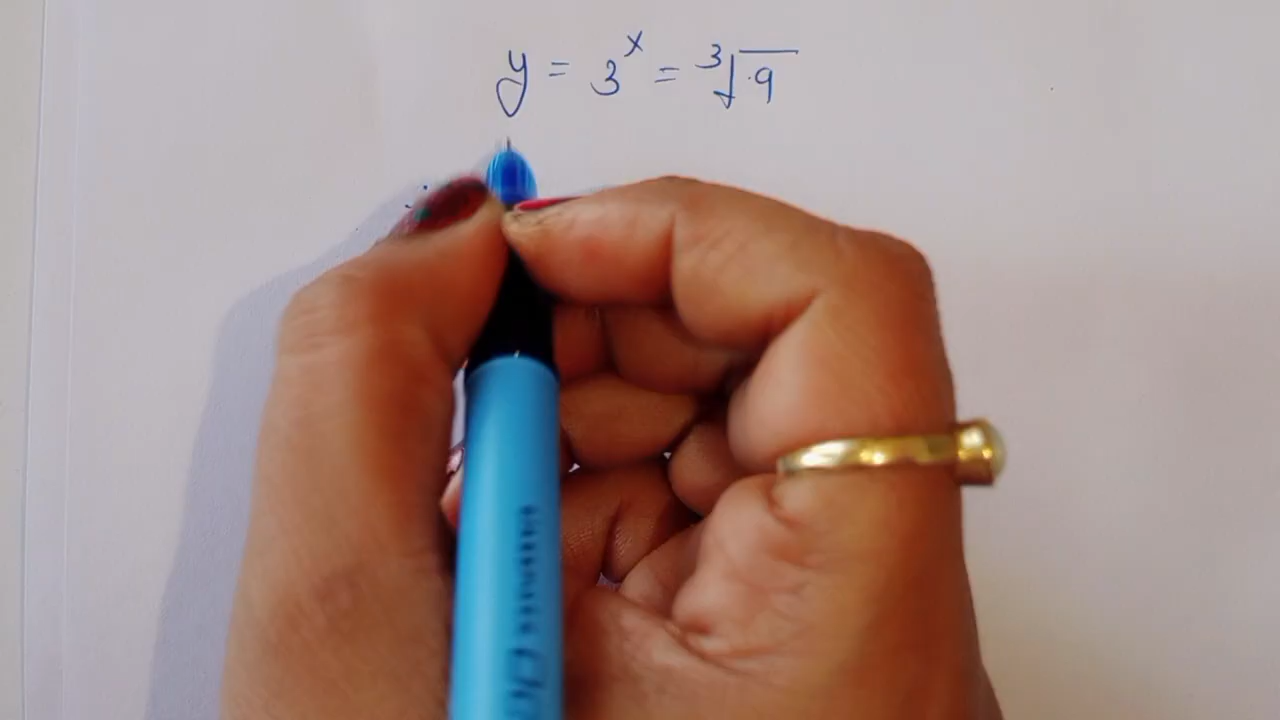 y = 3^x = ∛9